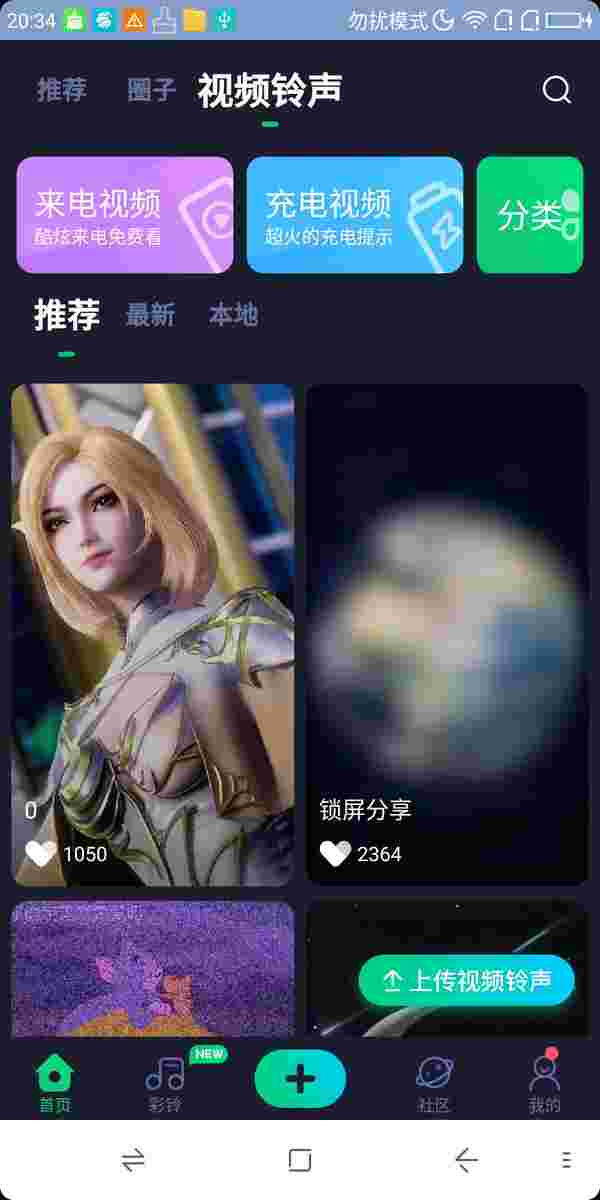 20:34 勿扰模式
推荐 圈子 视频铃声
来电视频
酷炫来电免费看
充电视频
超火的充电提示
分类
推荐 最新 本地
0
1050
锁屏分享
2364
上传视频铃声
NEW
首页 彩铃 社区 我的